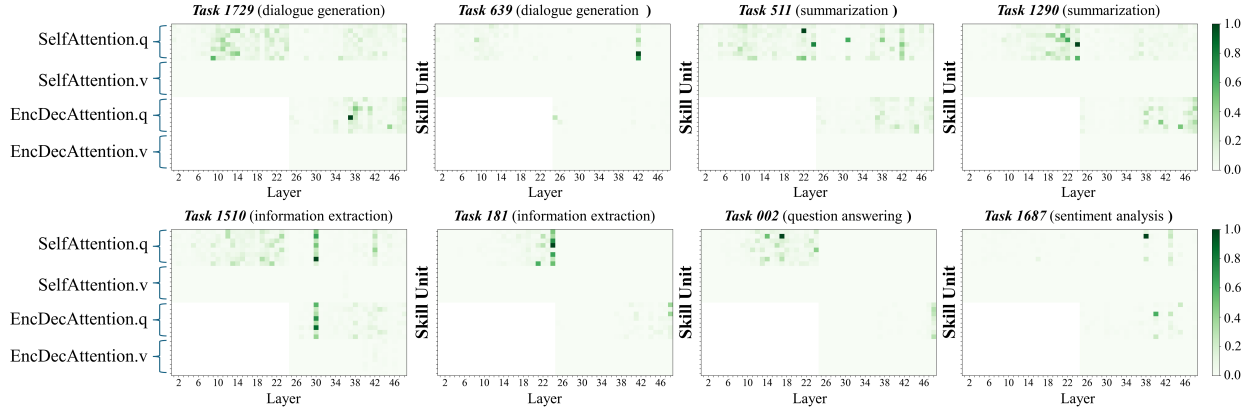 Task 1729 (dialogue generation)
Task 639 (dialogue generation )
Task 511 (summarization )
Task 1290 (summarization)
SelfAttention.q
SelfAttention.v
EncDecAttention.q
EncDecAttention.v
2 6 10 14 18 22 26 30 34 38 42 46
Layer
Skill Unit
2 6 10 14 18 22 26 30 34 38 42 46
Layer
Skill Unit
2 6 10 14 18 22 26 30 34 38 42 46
Layer
Skill Unit
2 6 10 14 18 22 26 30 34 38 42 46
Layer
1.0
0.8
0.6
0.4
0.2
0.0
Task 1510 (information extraction)
Task 181 (information extraction)
Task 002 (question answering )
Task 1687 (sentiment analysis )
SelfAttention.q
SelfAttention.v
EncDecAttention.q
EncDecAttention.v
2 6 10 14 18 22 26 30 34 38 42 46
Layer
Skill Unit
2 6 10 14 18 22 26 30 34 38 42 46
Layer
Skill Unit
2 6 10 14 18 22 26 30 34 38 42 46
Layer
Skill Unit
2 6 10 14 18 22 26 30 34 38 42 46
Layer
1.0
0.8
0.6
0.4
0.2
0.0